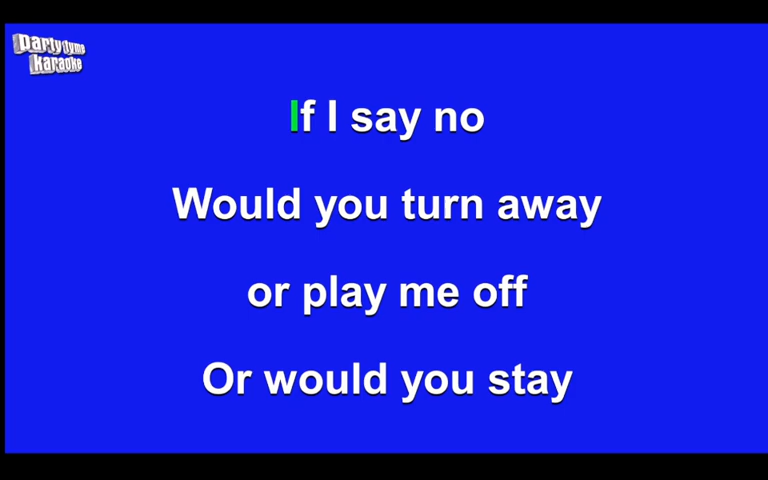 party tyme
karaoke
If I say no
Would you turn away
or play me off
Or would you stay